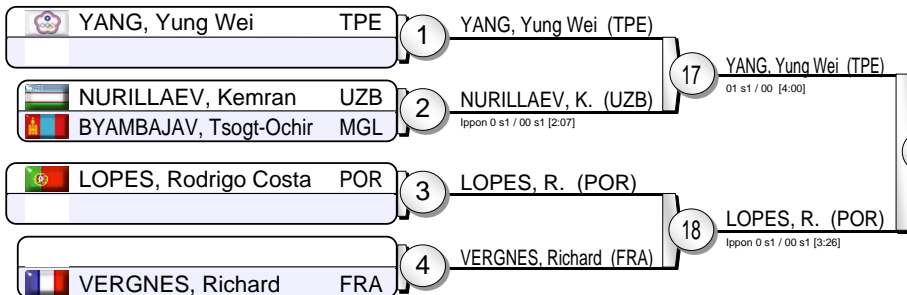 YANG, Yung Wei TPE
1
YANG, Yung Wei (TPE)
17
YANG, Yung Wei (TPE)
01 s1 / 00 [4:00]
NURILLAEV, Kemran UZB
BYAMBAJAV, Tsogt-Ochir MGL
2
NURILLAEV, K. (UZB)
Ippon 0 s1 / 00 s1 [2:07]
LOPES, Rodrigo Costa POR
3
LOPES, R. (POR)
18
LOPES, R. (POR)
Ippon 0 s1 / 00 s1 [3:26]
4
VERGNES, Richard (FRA)
VERGNES, Richard FRA